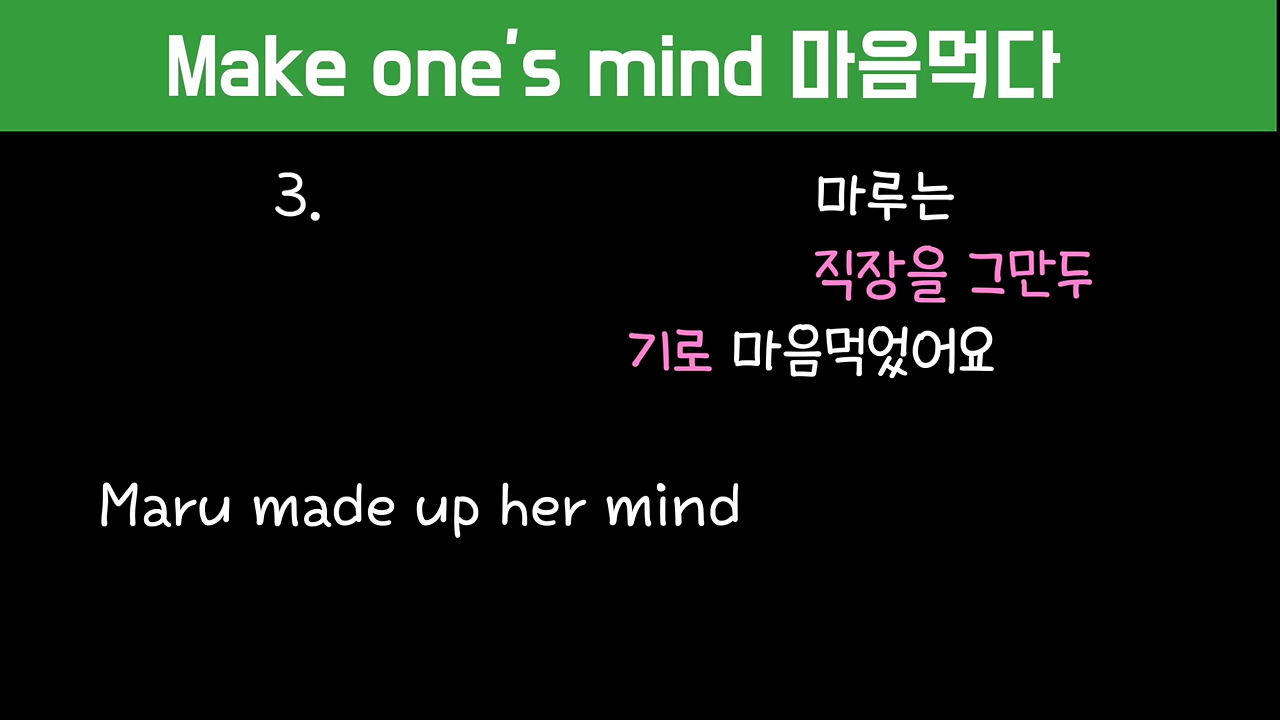 Make one's mind 마음먹다
3.
마루는
직장을 그만두
기로 마음먹었어요
Maru made up her mind